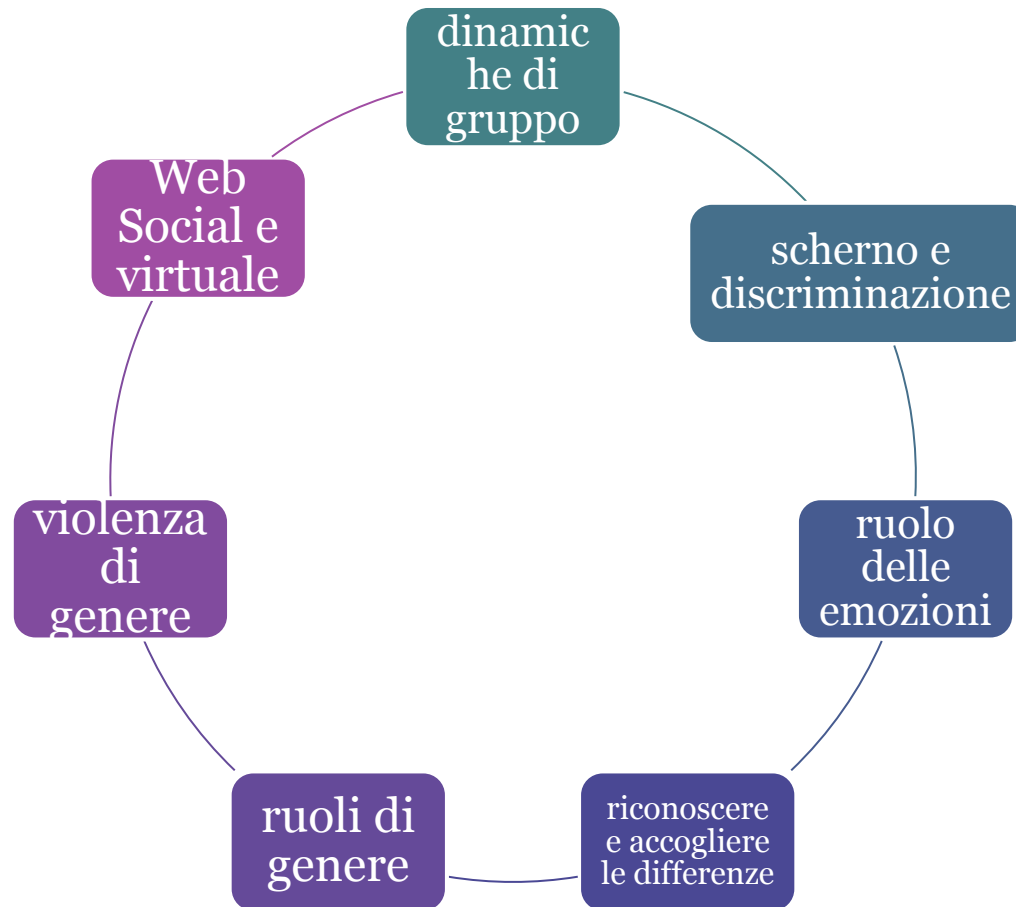 dinamic
he di
gruppo
scherno e
discriminazione
ruolo
delle
emozioni
riconoscere
e accogliere
le differenze
ruoli di
genere
violenza
di
genere
Web
Social e
virtuale